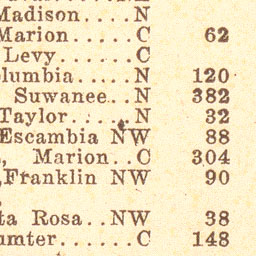 Madison.....N
Marion......C 62
Levy.......C
olumbia.....N 120
Suwanee...N 382
Taylor.....N 32
Escambia NW 88
, Marion..C 304
,Franklin NW 90
ta Rosa..NW 38
umter......C 148